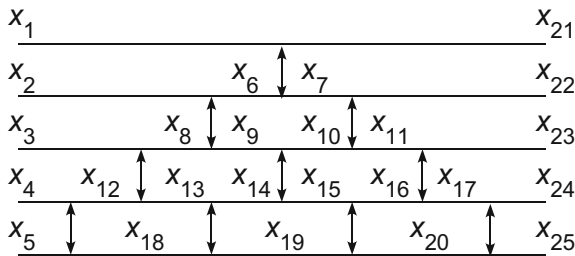 x₁ x₂₁
x₂ x₆ x₇ x₂₂
x₃ x₈ x₉ x₁₀ x₁₁ x₂₃
x₄ x₁₂ x₁₃ x₁₄ x₁₅ x₁₆ x₁₇ x₂₄
x₅ x₁₈ x₁₉ x₂₀ x₂₅